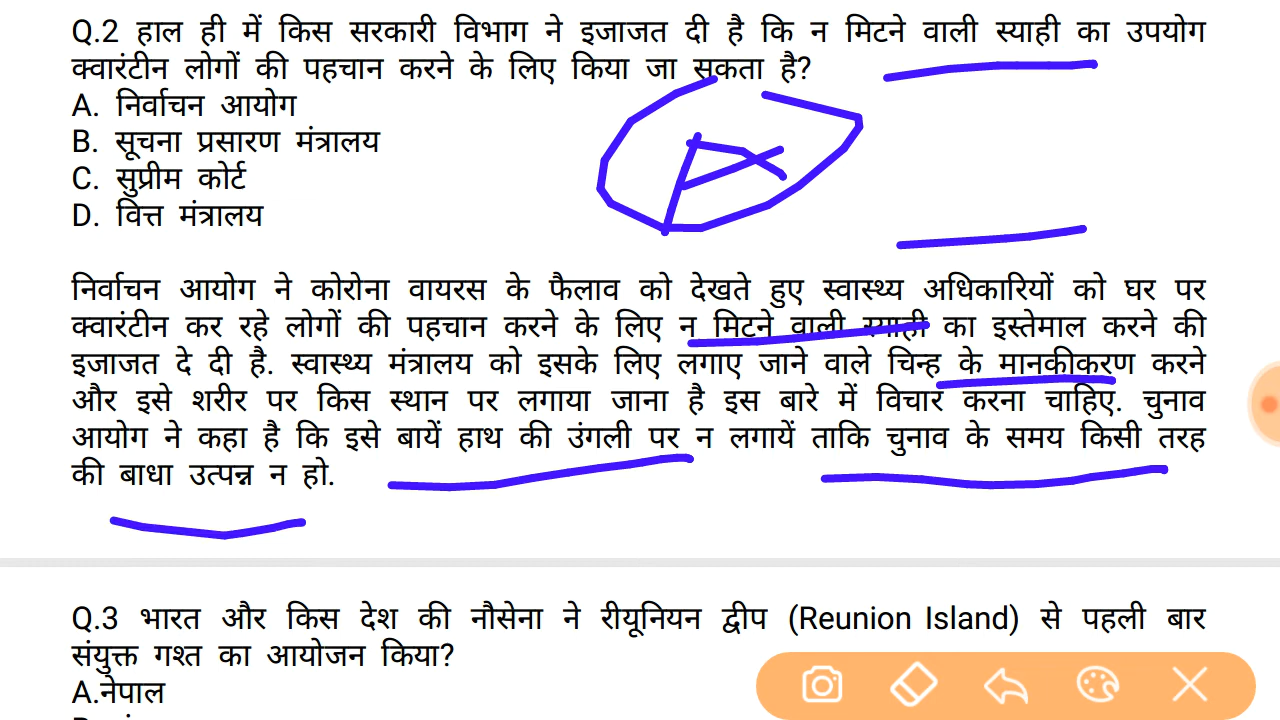 Q.2 हाल ही में किस सरकारी विभाग ने इजाजत दी है कि न मिटने वाली स्याही का उपयोग
क्वारंटीन लोगों की पहचान करने के लिए किया जा सकता है?
A. निर्वाचन आयोग
B. सूचना प्रसारण मंत्रालय
C. सुप्रीम कोर्ट
D. वित्त मंत्रालय
A
निर्वाचन आयोग ने कोरोना वायरस के फैलाव को देखते हुए स्वास्थ्य अधिकारियों को घर पर
क्वारंटीन कर रहे लोगों की पहचान करने के लिए न मिटने वाली स्याही का इस्तेमाल करने की
इजाजत दे दी है. स्वास्थ्य मंत्रालय को इसके लिए लगाए जाने वाले चिन्ह के मानकीकरण करने
और इसे शरीर पर किस स्थान पर लगाया जाना है इस बारे में विचार करना चाहिए. चुनाव
आयोग ने कहा है कि इसे बायें हाथ की उंगली पर न लगायें ताकि चुनाव के समय किसी तरह
की बाधा उत्पन्न न हो.
Q.3 भारत और किस देश की नौसेना ने रीयूनियन द्वीप (Reunion Island) से पहली बार
संयुक्त गश्त का आयोजन किया?
A.नेपाल